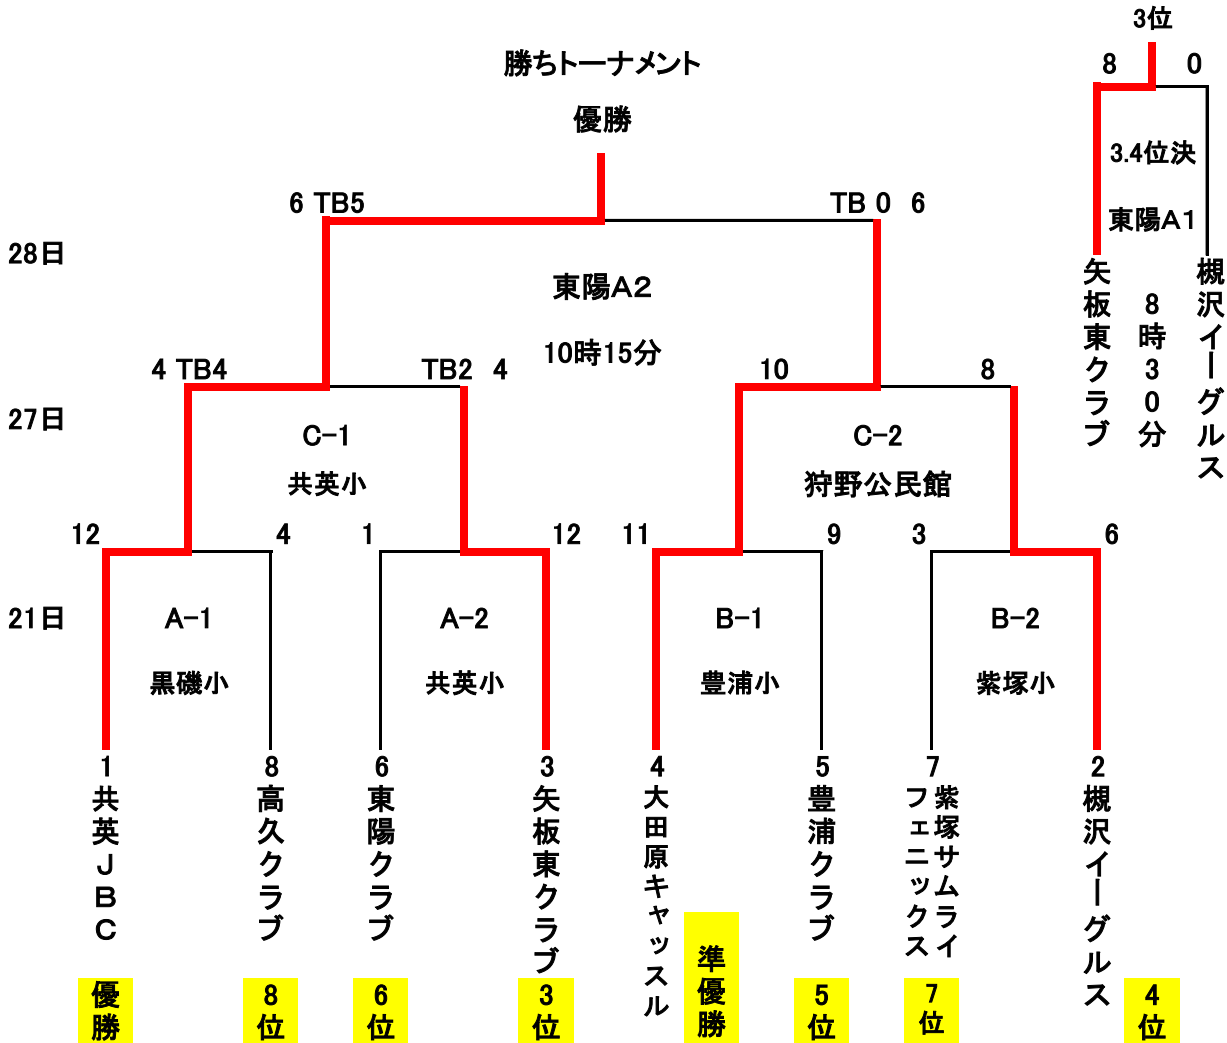 3位
8 0
勝ちトーナメント
優勝
3.4位決
東陽A1
6 TB5 TB 0 6
28日
矢板東クラブ
8時30分
槻沢イーグルス
東陽A2
10時15分
4 TB4 TB2 4 10 8
27日
C-1 C-2
共英小 狩野公民館
12 4 1 12 11 9 3 6
21日
A-1 A-2 B-1 B-2
黒磯小 共英小 豊浦小 紫塚小
1 8 6 3 4 5 7 2
共英JBC
高久クラブ
東陽クラブ
矢板東クラブ
大田原キャッスル
豊浦クラブ
紫塚サムライ
フェニックス
槻沢イーグルス
優勝
8位
6位
3位
準優勝
5位
7位
4位